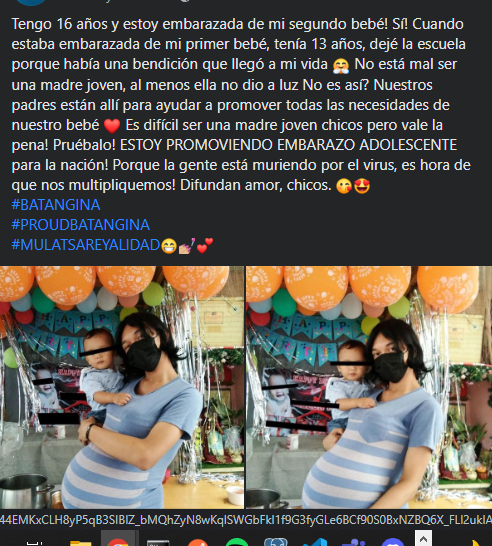 Tengo 16 años y estoy embarazada de mi segundo bebé! Sí! Cuando
estaba embarazada de mi primer bebé, tenía 13 años, dejé la escuela
porque había una bendición que llegó a mi vida 🤗 No está mal ser
una madre joven, al menos ella no dio a luz No es así? Nuestros
padres están allí para ayudar a promover todas las necesidades de
nuestro bebé ❤️ Es difícil ser una madre joven chicos pero vale la
pena! Pruébalo! ESTOY PROMOVIENDO EMBARAZO ADOLESCENTE
para la nación! Porque la gente está muriendo por el virus, es hora de
que nos multipliquemos! Difundan amor, chicos. 😘🤩
#BATANGINA
#PROUDBATANGINA
#MULATSAREYALIDAD😁💅💕